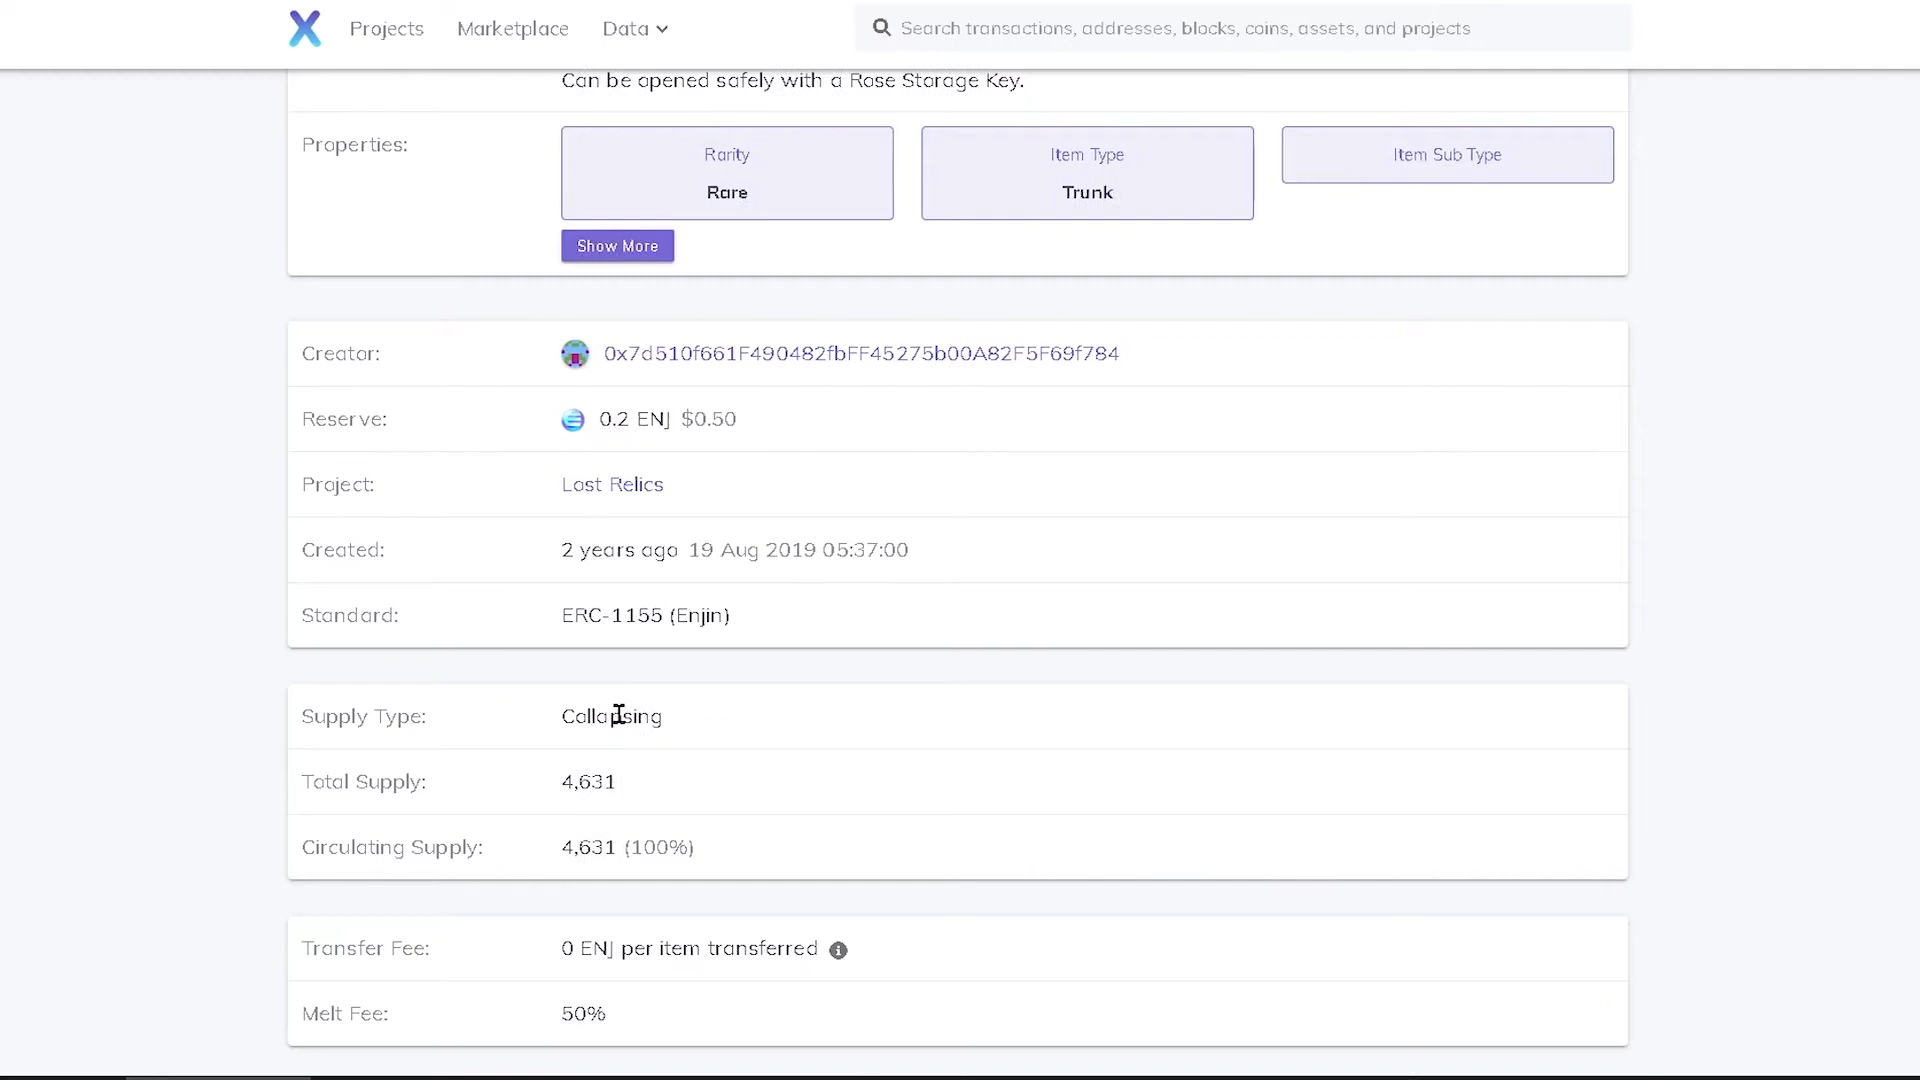 Projects Marketplace Data Search transactions, addresses, blocks, coins, assets, and projects
Can be opened safely with a Rose Storage Key.
Properties: Rarity Item Type Item Sub Type
Rare Trunk
Show More
Creator: 0x7d510f661F490482fbFF45275b00A82F5F69f784
Reserve: 0.2 ENJ $0.50
Project: Lost Relics
Created: 2 years ago 19 Aug 2019 05:37:00
Standard: ERC-1155 (Enjin)
Supply Type: Collapsing
Total Supply: 4,631
Circulating Supply: 4,631 (100%)
Transfer Fee: 0 ENJ per item transferred
Melt Fee: 50%